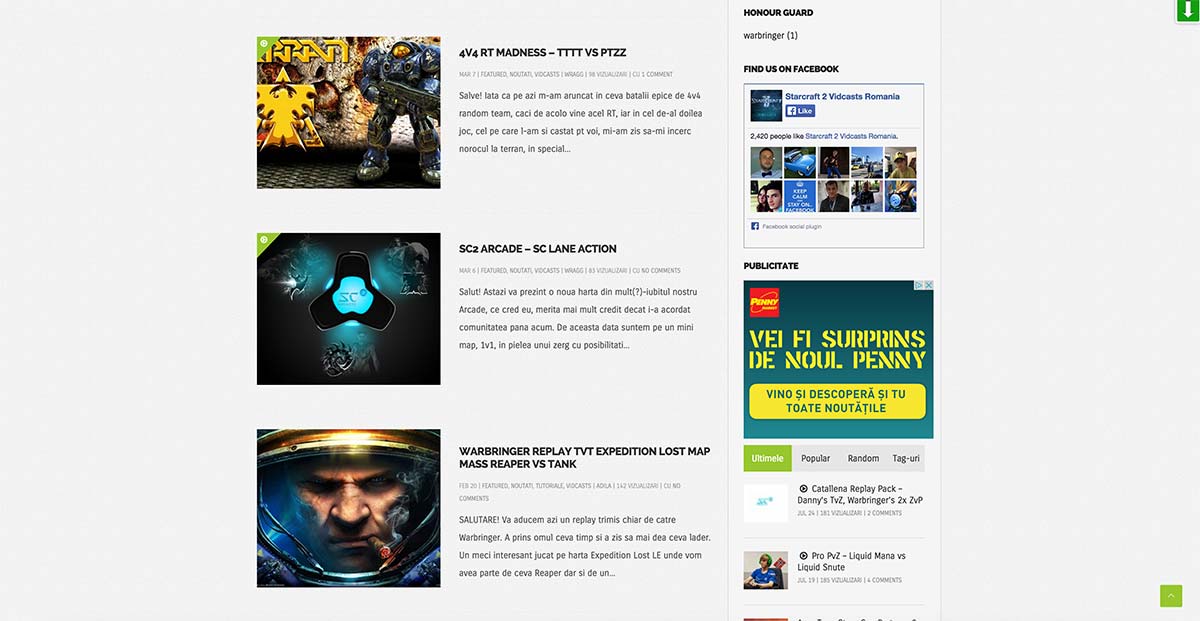 4V4 RT MADNESS – TTTT VS PTZZ
MAR 7 | FEATURED, NOUTATI, VIDCASTS | WRAGG | 98 VIZUALIZARI | CU 1 COMMENT
Salve! Iata ca pe azi m-am aruncat in ceva batalii epice de 4v4
random team, caci de acolo vine acel RT, iar in cel de-al doilea
joc, cel pe care l-am si castat pt voi, mi-am zis sa-mi incerc
norocul la terran, in special...
SC2 ARCADE – SC LANE ACTION
MAR 6 | FEATURED, NOUTATI, VIDCASTS | WRAGG | 83 VIZUALIZARI | CU NO COMMENTS
Salut! Astazi va prezint o noua harta din mult(?)-iubitul nostru
Arcade, ce cred eu, merita mai mult credit decat i-a acordat
comunitatea pana acum. De aceasta data suntem pe un mini
map, 1v1, in pielea unui zerg cu posibilitati...
SC
WARBRINGER REPLAY TVT EXPEDITION LOST MAP
MASS REAPER VS TANK
FEB 20 | FEATURED, NOUTATI, TUTORIALE, VIDCASTS | ADILA | 142 VIZUALIZARI | CU NO
COMMENTS
SALUTARE! Va aducem azi un replay trimis chiar de catre
Warbringer. A prins omul ceva timp si a zis sa mai dea ceva lader.
Un meci interesant jucat pe harta Expedition Lost LE unde vom
avea parte de ceva Reaper dar si de un...
HONOUR GUARD
warbringer (1)
FIND US ON FACEBOOK
Starcraft 2 Vidcasts Romania
Like
2,420 people like Starcraft 2 Vidcasts Romania.
KEEP
CALM
STAY ON..
FACEBOOK
Facebook social plugin
PUBLICITATE
PENNY
VEI FI SURPRINS
DE NOUL PENNY
VINO ȘI DESCOPERĂ ȘI TU
TOATE NOUTĂȚILE
Ultimele Popular Random Tag-uri
Catallena Replay Pack –
Danny's TvZ, Warbringer's 2x ZvP
JUL 24 | 181 VIZUALIZARI | 2 COMMENTS
Pro PvZ – Liquid Mana vs
Liquid Snute
JUL 19 | 185 VIZUALIZARI | 4 COMMENTS